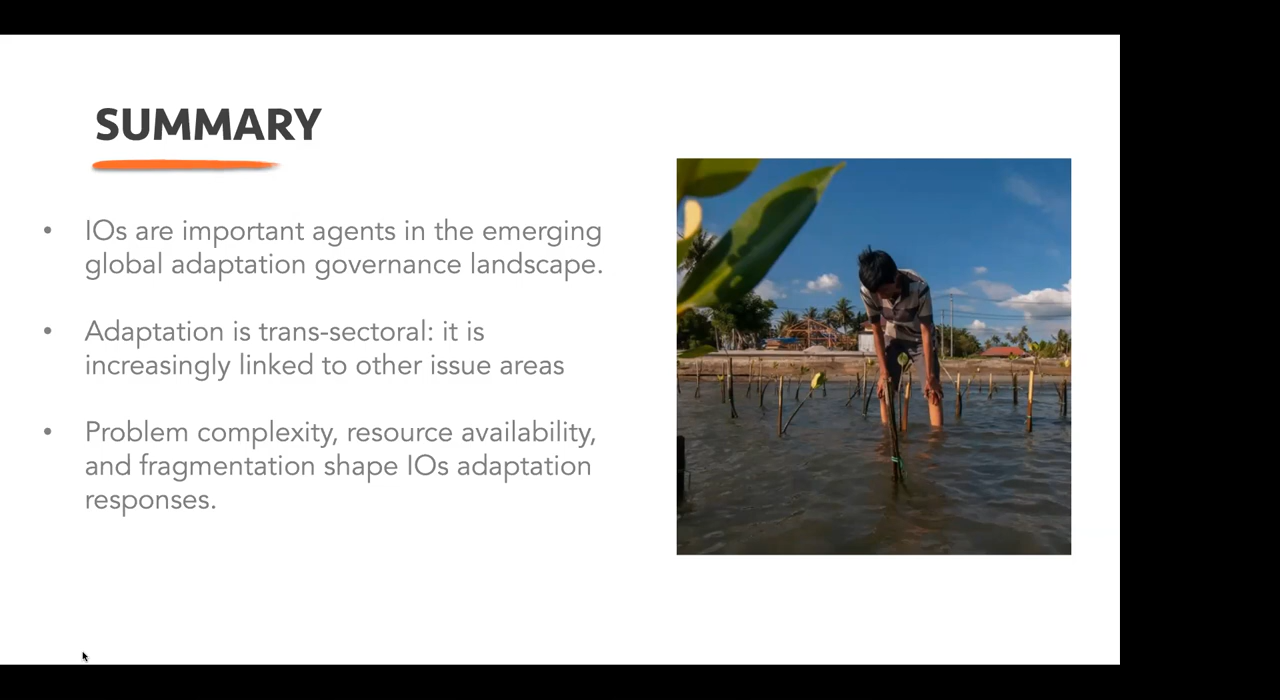 SUMMARY
• IOs are important agents in the emerging
global adaptation governance landscape.
• Adaptation is trans-sectoral: it is
increasingly linked to other issue areas
• Problem complexity, resource availability,
and fragmentation shape IOs adaptation
responses.